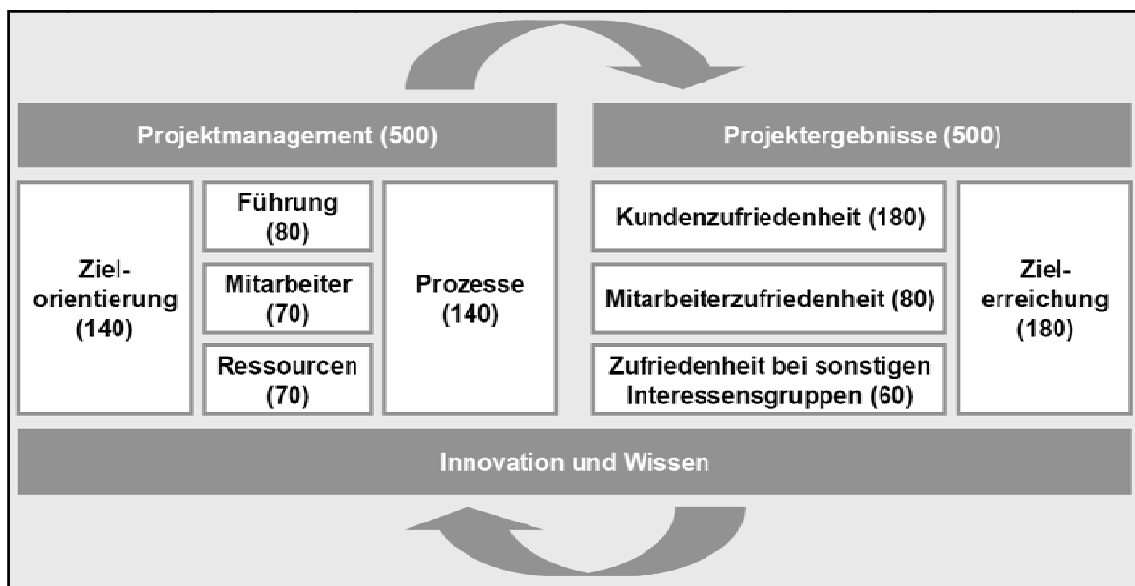 Projektmanagement (500)
Projektergebnisse (500)
Ziel-
orientierung
(140)
Führung
(80)
Mitarbeiter
(70)
Ressourcen
(70)
Prozesse
(140)
Kundenzufriedenheit (180)
Mitarbeiterzufriedenheit (80)
Zufriedenheit bei sonstigen
Interessensgruppen (60)
Ziel-
erreichung
(180)
Innovation und Wissen